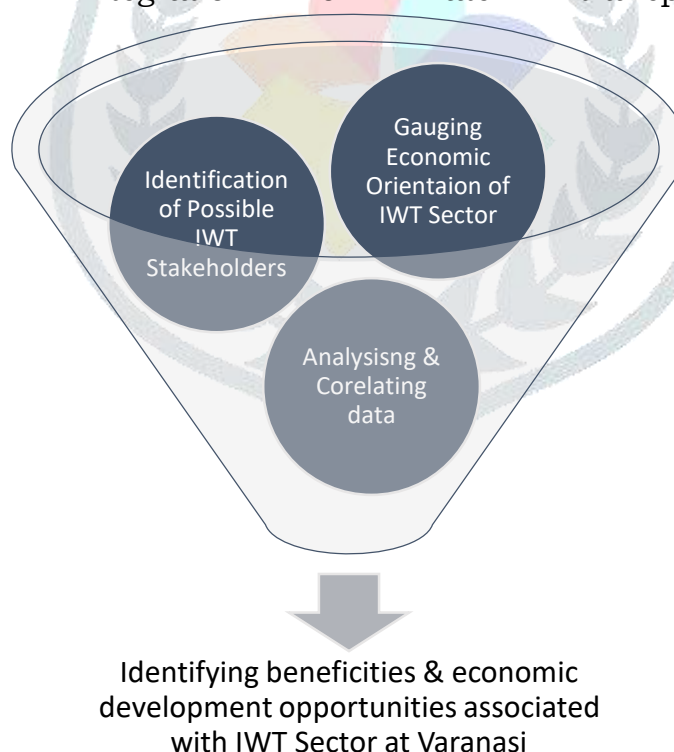 Gauging
Economic
Orientaion of
IWT Sector
Identification
of Possible
IWT
Stakeholders
Analysisng &
Corelating
data
Identifying beneficities & economic
development opportunities associated
with IWT Sector at Varanasi